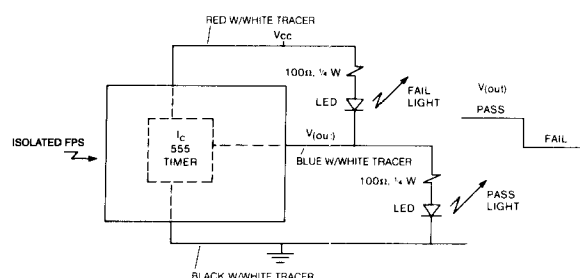 RED W/WHITE TRACER
Vcc
100Ω, ¼ W
LED
FAIL
LIGHT
V(out)
PASS
FAIL
ISOLATED FPS
IC
555
TIMER
V(out)
BLUE W/WHITE TRACER
100Ω, ¼ W
LED
PASS
LIGHT
BLACK W/WHITE TRACER